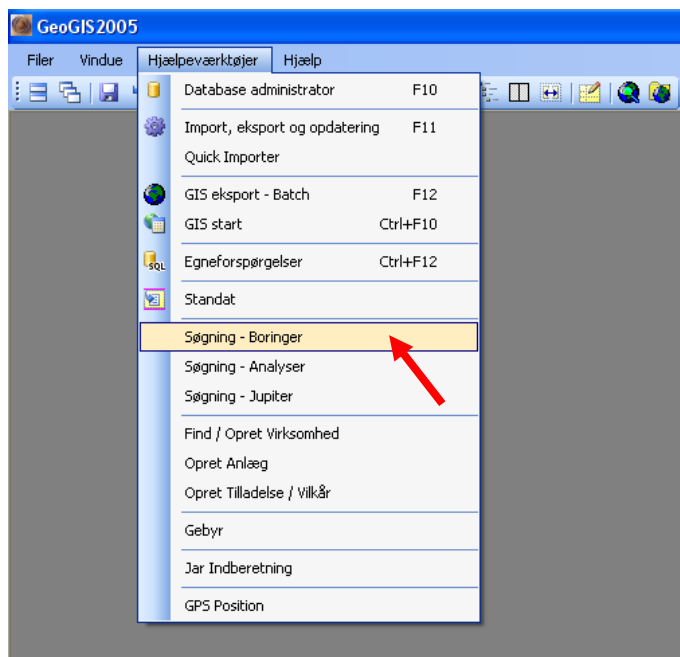 GeoGIS2005
Filer Vindue Hjælpeværktøjer Hjælp
Database administrator F10
Import, eksport og opdatering F11
Quick Importer
GIS eksport - Batch F12
GIS start Ctrl+F10
SQL Egneforspørgelser Ctrl+F12
Standat
Søgning - Boringer
Søgning - Analyser
Søgning - Jupiter
Find / Opret Virksomhed
Opret Anlæg
Opret Tilladelse / Vilkår
Gebyr
Jar Indberetning
GPS Position